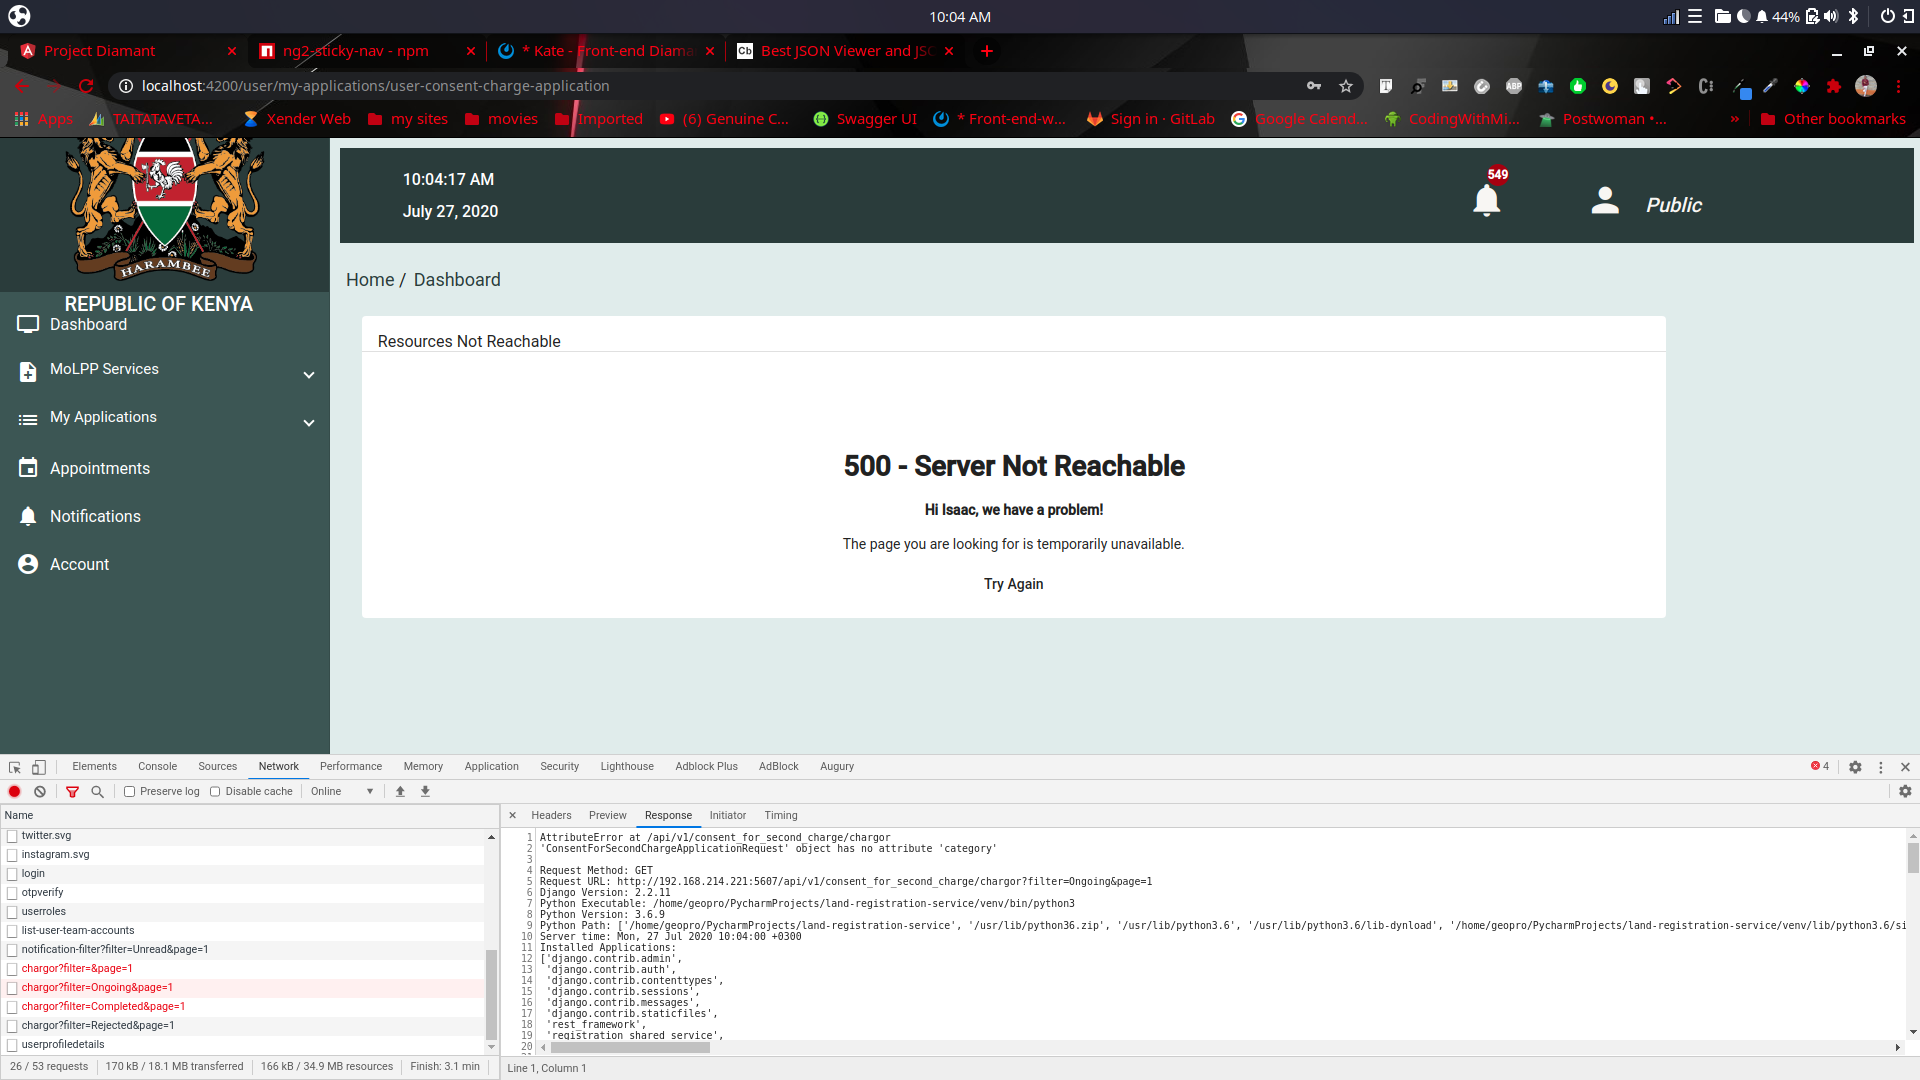 10:04 AM
44%
Project Diamant
ng2-sticky-nav - npm
* Kate - Front-end Diama
Best JSON Viewer and JSO
localhost:4200/user/my-applications/user-consent-charge-application
Apps
TAITATAVETA...
Xender Web
my sites
movies
Imported
(6) Genuine C...
Swagger UI
* Front-end-w...
Sign in · GitLab
Google Calend...
CodingWithMi...
Postwoman •...
»
Other bookmarks
HARAMBEE
REPUBLIC OF KENYA
Dashboard
MoLPP Services
My Applications
Appointments
Notifications
Account
10:04:17 AM
July 27, 2020
549
Public
Home / Dashboard
Resources Not Reachable
500 - Server Not Reachable
Hi Isaac, we have a problem!
The page you are looking for is temporarily unavailable.
Try Again
Elements
Console
Sources
Network
Performance
Memory
Application
Security
Lighthouse
Adblock Plus
AdBlock
Augury
4
Preserve log
Disable cache
Online
Name
twitter.svg
instagram.svg
login
otpverify
userroles
list-user-team-accounts
notification-filter?filter=Unread&page=1
chargor?filter=&page=1
chargor?filter=Ongoing&page=1
chargor?filter=Completed&page=1
chargor?filter=Rejected&page=1
userprofiledetails
26 / 53 requests
170 kB / 18.1 MB transferred
166 kB / 34.9 MB resources
Finish: 3.1 min
Headers
Preview
Response
Initiator
Timing
1 AttributeError at /api/v1/consent_for_second_charge/chargor
2 'ConsentForSecondChargeApplicationRequest' object has no attribute 'category'
3
4 Request Method: GET
5 Request URL: http://192.168.214.221:5607/api/v1/consent_for_second_charge/chargor?filter=Ongoing&page=1
6 Django Version: 2.2.11
7 Python Executable: /home/geopro/PycharmProjects/land-registration-service/venv/bin/python3
8 Python Version: 3.6.9
9 Python Path: ['/home/geopro/PycharmProjects/land-registration-service', '/usr/lib/python36.zip', '/usr/lib/python3.6', '/usr/lib/python3.6/lib-dynload', '/home/geopro/PycharmProjects/land-registration-service/venv/lib/python3.6/si
10 Server time: Mon, 27 Jul 2020 10:04:00 +0300
11 Installed Applications:
12 ['django.contrib.admin',
13 'django.contrib.auth',
14 'django.contrib.contenttypes',
15 'django.contrib.sessions',
16 'django.contrib.messages',
17 'django.contrib.staticfiles',
18 'rest_framework',
19 'registration_shared_service',
20
Line 1, Column 1